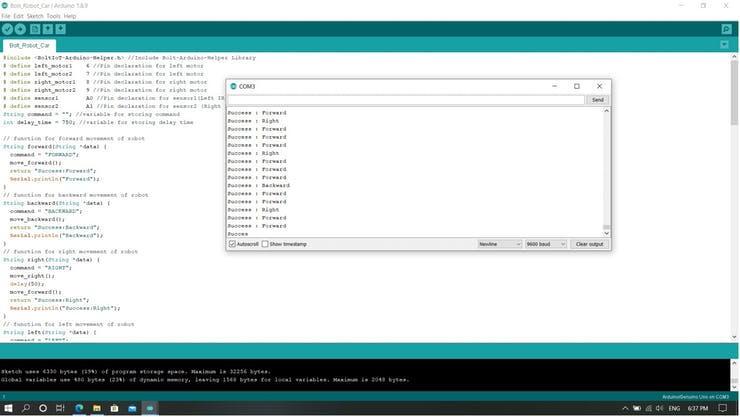 Bolt_Robot_Car | Arduino 1.8.9
File Edit Sketch Tools Help
Bolt_Robot_Car
#include <BoltIoT-Arduino-Helper.h> //Include Bolt-Arduino-Helper Library
# define left_motor1 6 //Pin declaration for left motor
# define left_motor2 7 //Pin declaration for left motor
# define right_motor1 8 //Pin declaration for right motor
# define right_motor2 9 //Pin declaration for right motor
# define sensor1 A0 //Pin declaration for sensor1(Left IR
# define sensor2 A1 //Pin declaration for sensor2 (Right
String command = ""; //variable for storing command
int delay_time = 750; //variable for storing delay time
// function for forward movement of robot
String forward(String *data) {
command = "FORWARD";
move_forward();
return "Success:Forward";
Serial.println("Forward");
}
// function for backward movement of robot
String backward(String *data) {
command = "BACKWARD";
move_backward();
return "Success:Backward";
Serial.println("Backward");
}
// function for right movement of robot
String right(String *data) {
command = "RIGHT";
move_right();
delay(50);
move_forward();
return "Success:Right";
Serial.println("Success:Right");
}
// function for left movement of robot
String left(String *data) {
command = "LEFT";
COM3
Send
Success : Forward
Success : Right
Success : Forward
Success : Forward
Success : Forward
Success : Right
Success : Forward
Success : Forward
Success : Forward
Success : Backward
Success : Forward
Success : Forward
Success : Right
Success : Forward
Success : Forward
Succes
Autoscroll Show timestamp Newline 9600 baud Clear output
Sketch uses 6330 bytes (19%) of program storage space. Maximum is 32256 bytes.
Global variables use 480 bytes (23%) of dynamic memory, leaving 1568 bytes for local variables. Maximum is 2048 bytes.
1 Arduino/Genuino Uno on COM3
ENG 6:37 PM